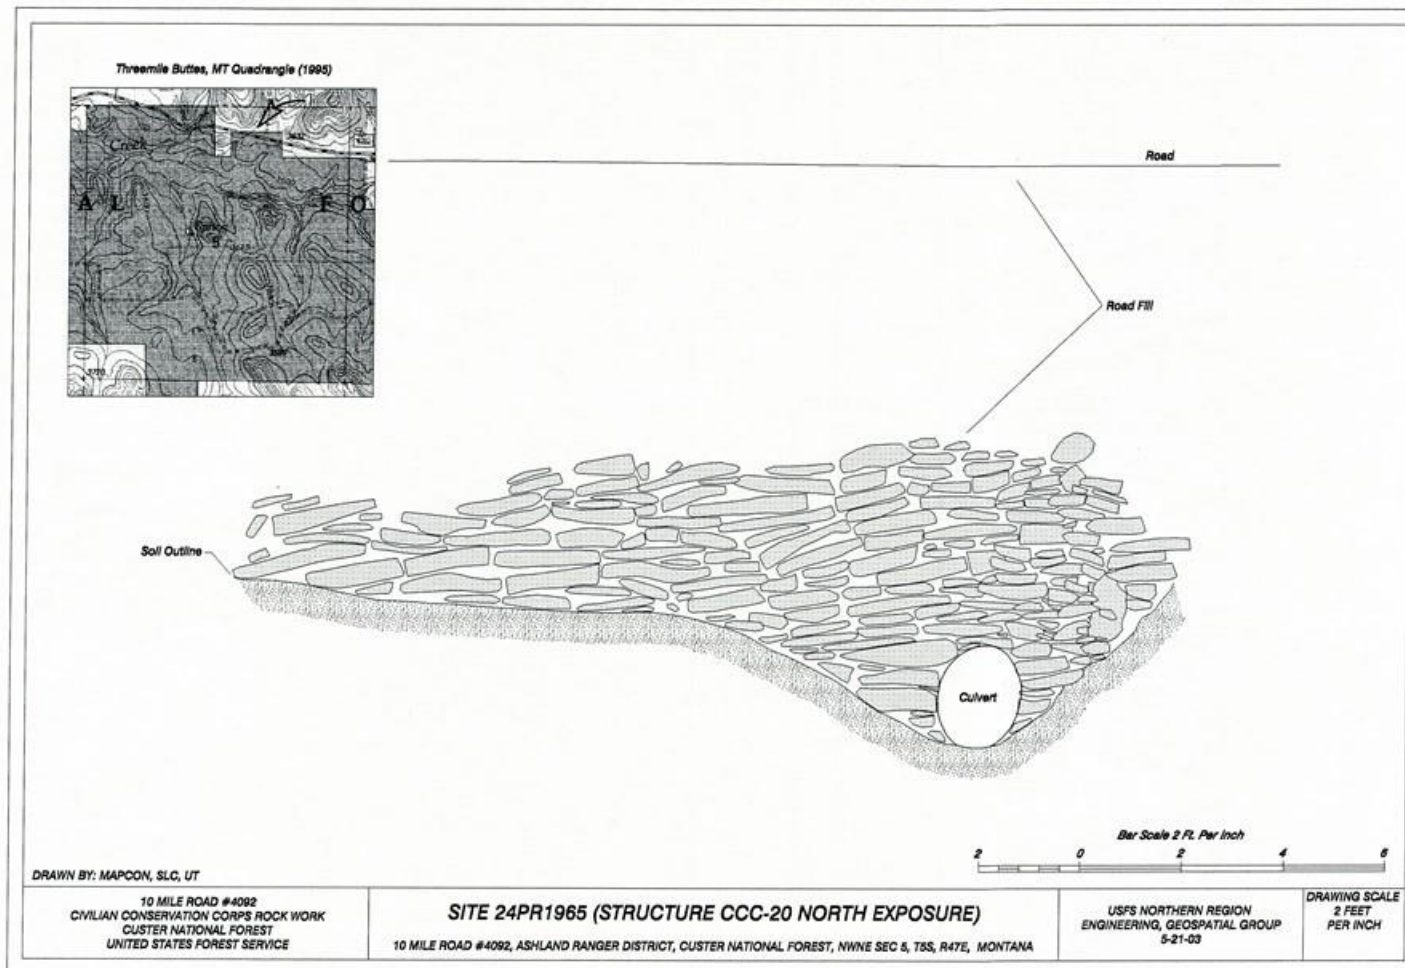 Threemile Buttes, MT Quadrangle (1995)
Creek
A L F O
Spring
3770
Road
Road Fill
Soil Outline
Culvert
Bar Scale 2 Ft. Per Inch
2 0 2 4 6
DRAWN BY: MAPCON, SLC, UT
10 MILE ROAD #4092
CIVILIAN CONSERVATION CORPS ROCK WORK
CUSTER NATIONAL FOREST
UNITED STATES FOREST SERVICE
SITE 24PR1965 (STRUCTURE CCC-20 NORTH EXPOSURE)
10 MILE ROAD #4092, ASHLAND RANGER DISTRICT, CUSTER NATIONAL FOREST, NWNE SEC 5, T5S, R47E, MONTANA
USFS NORTHERN REGION
ENGINEERING, GEOSPATIAL GROUP
5-21-03
DRAWING SCALE
2 FEET
PER INCH